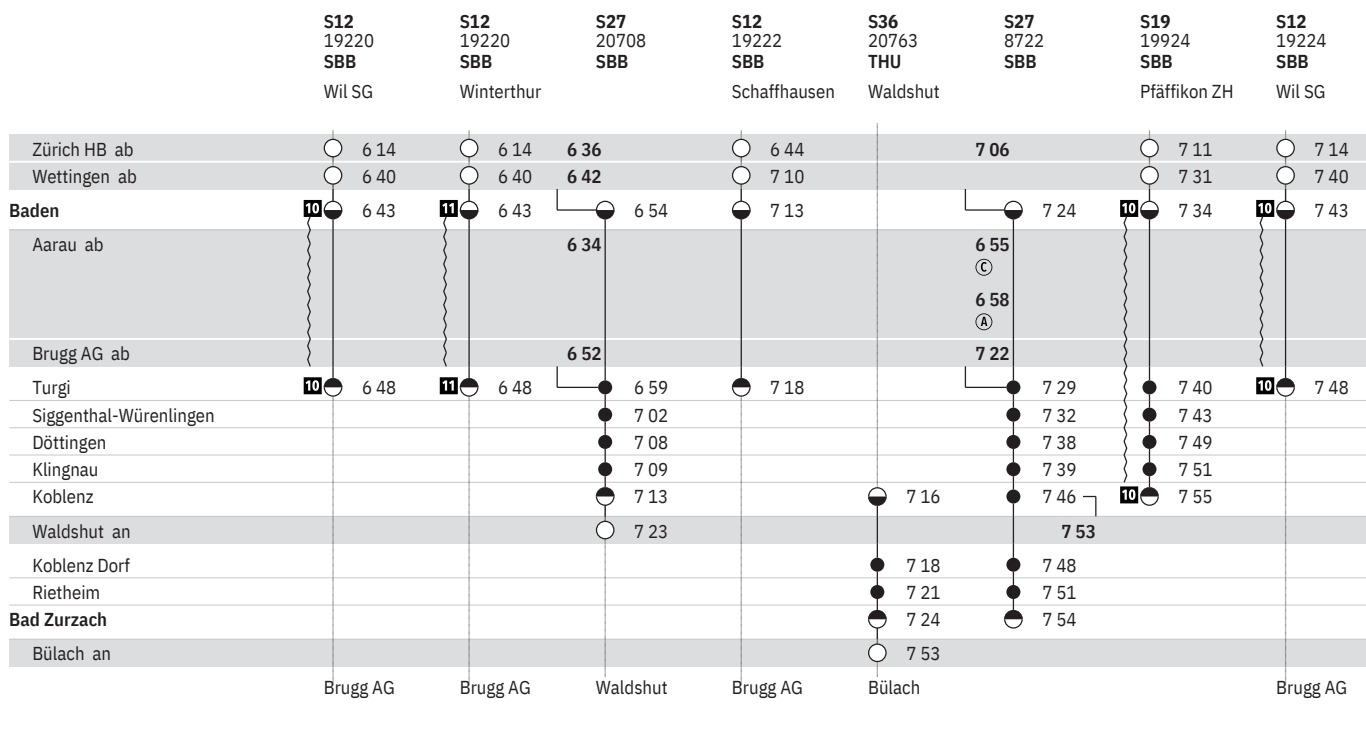 S12 S12 S27 S12 S36 S27 S19 S12
19220 19220 20708 19222 20763 8722 19924 19224
SBB SBB SBB SBB THU SBB SBB SBB
Wil SG Winterthur Schaffhausen Waldshut Pfäffikon ZH Wil SG
Zürich HB ab 6 14 6 14 6 36 6 44 7 06 7 11 7 14
Wettingen ab 6 40 6 40 6 42 7 10 7 31 7 40
Baden 10 6 43 11 6 43 6 54 7 13 7 24 10 7 34 10 7 43
Aarau ab 6 34 6 55
C
6 58
A
Brugg AG ab 6 52 7 22
Turgi 10 6 48 11 6 48 6 59 7 18 7 29 7 40 10 7 48
Siggenthal-Würenlingen 7 02 7 32 7 43
Döttingen 7 08 7 38 7 49
Klingnau 7 09 7 39 7 51
Koblenz 7 13 7 16 7 46 10 7 55
Waldshut an 7 23 7 53
Koblenz Dorf 7 18 7 48
Rietheim 7 21 7 51
Bad Zurzach 7 24 7 54
Bülach an 7 53
Brugg AG Brugg AG Waldshut Brugg AG Bülach Brugg AG